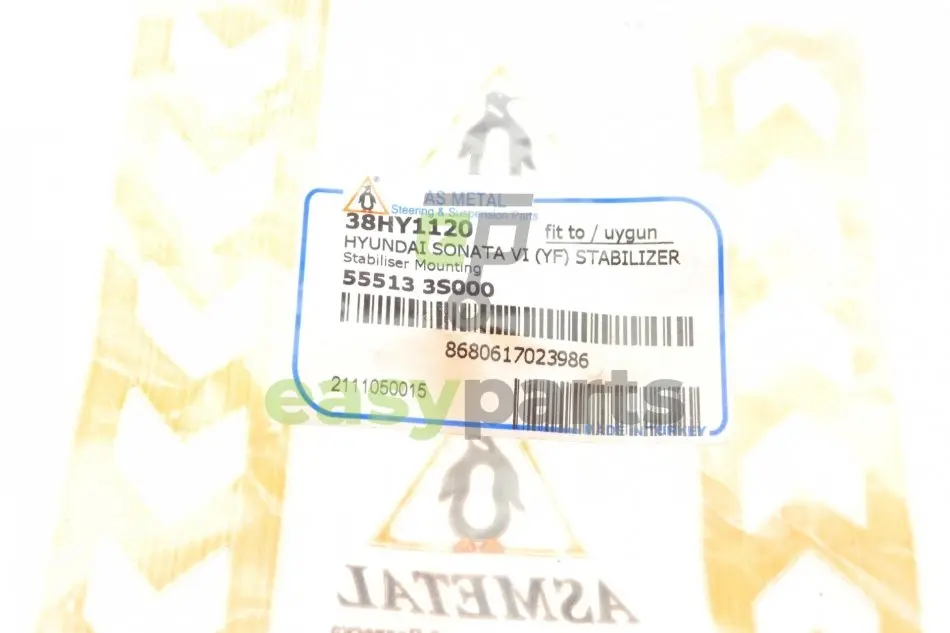 AS METAL
Steering & Suspension Parts
38HY1120 fit to / uygun
HYUNDAI SONATA VI (YF) STABILIZER
Stabiliser Mounting
55513 3S000
8680617023986
2111050015
easyparts
MADE IN TURKEY
ASMETAL